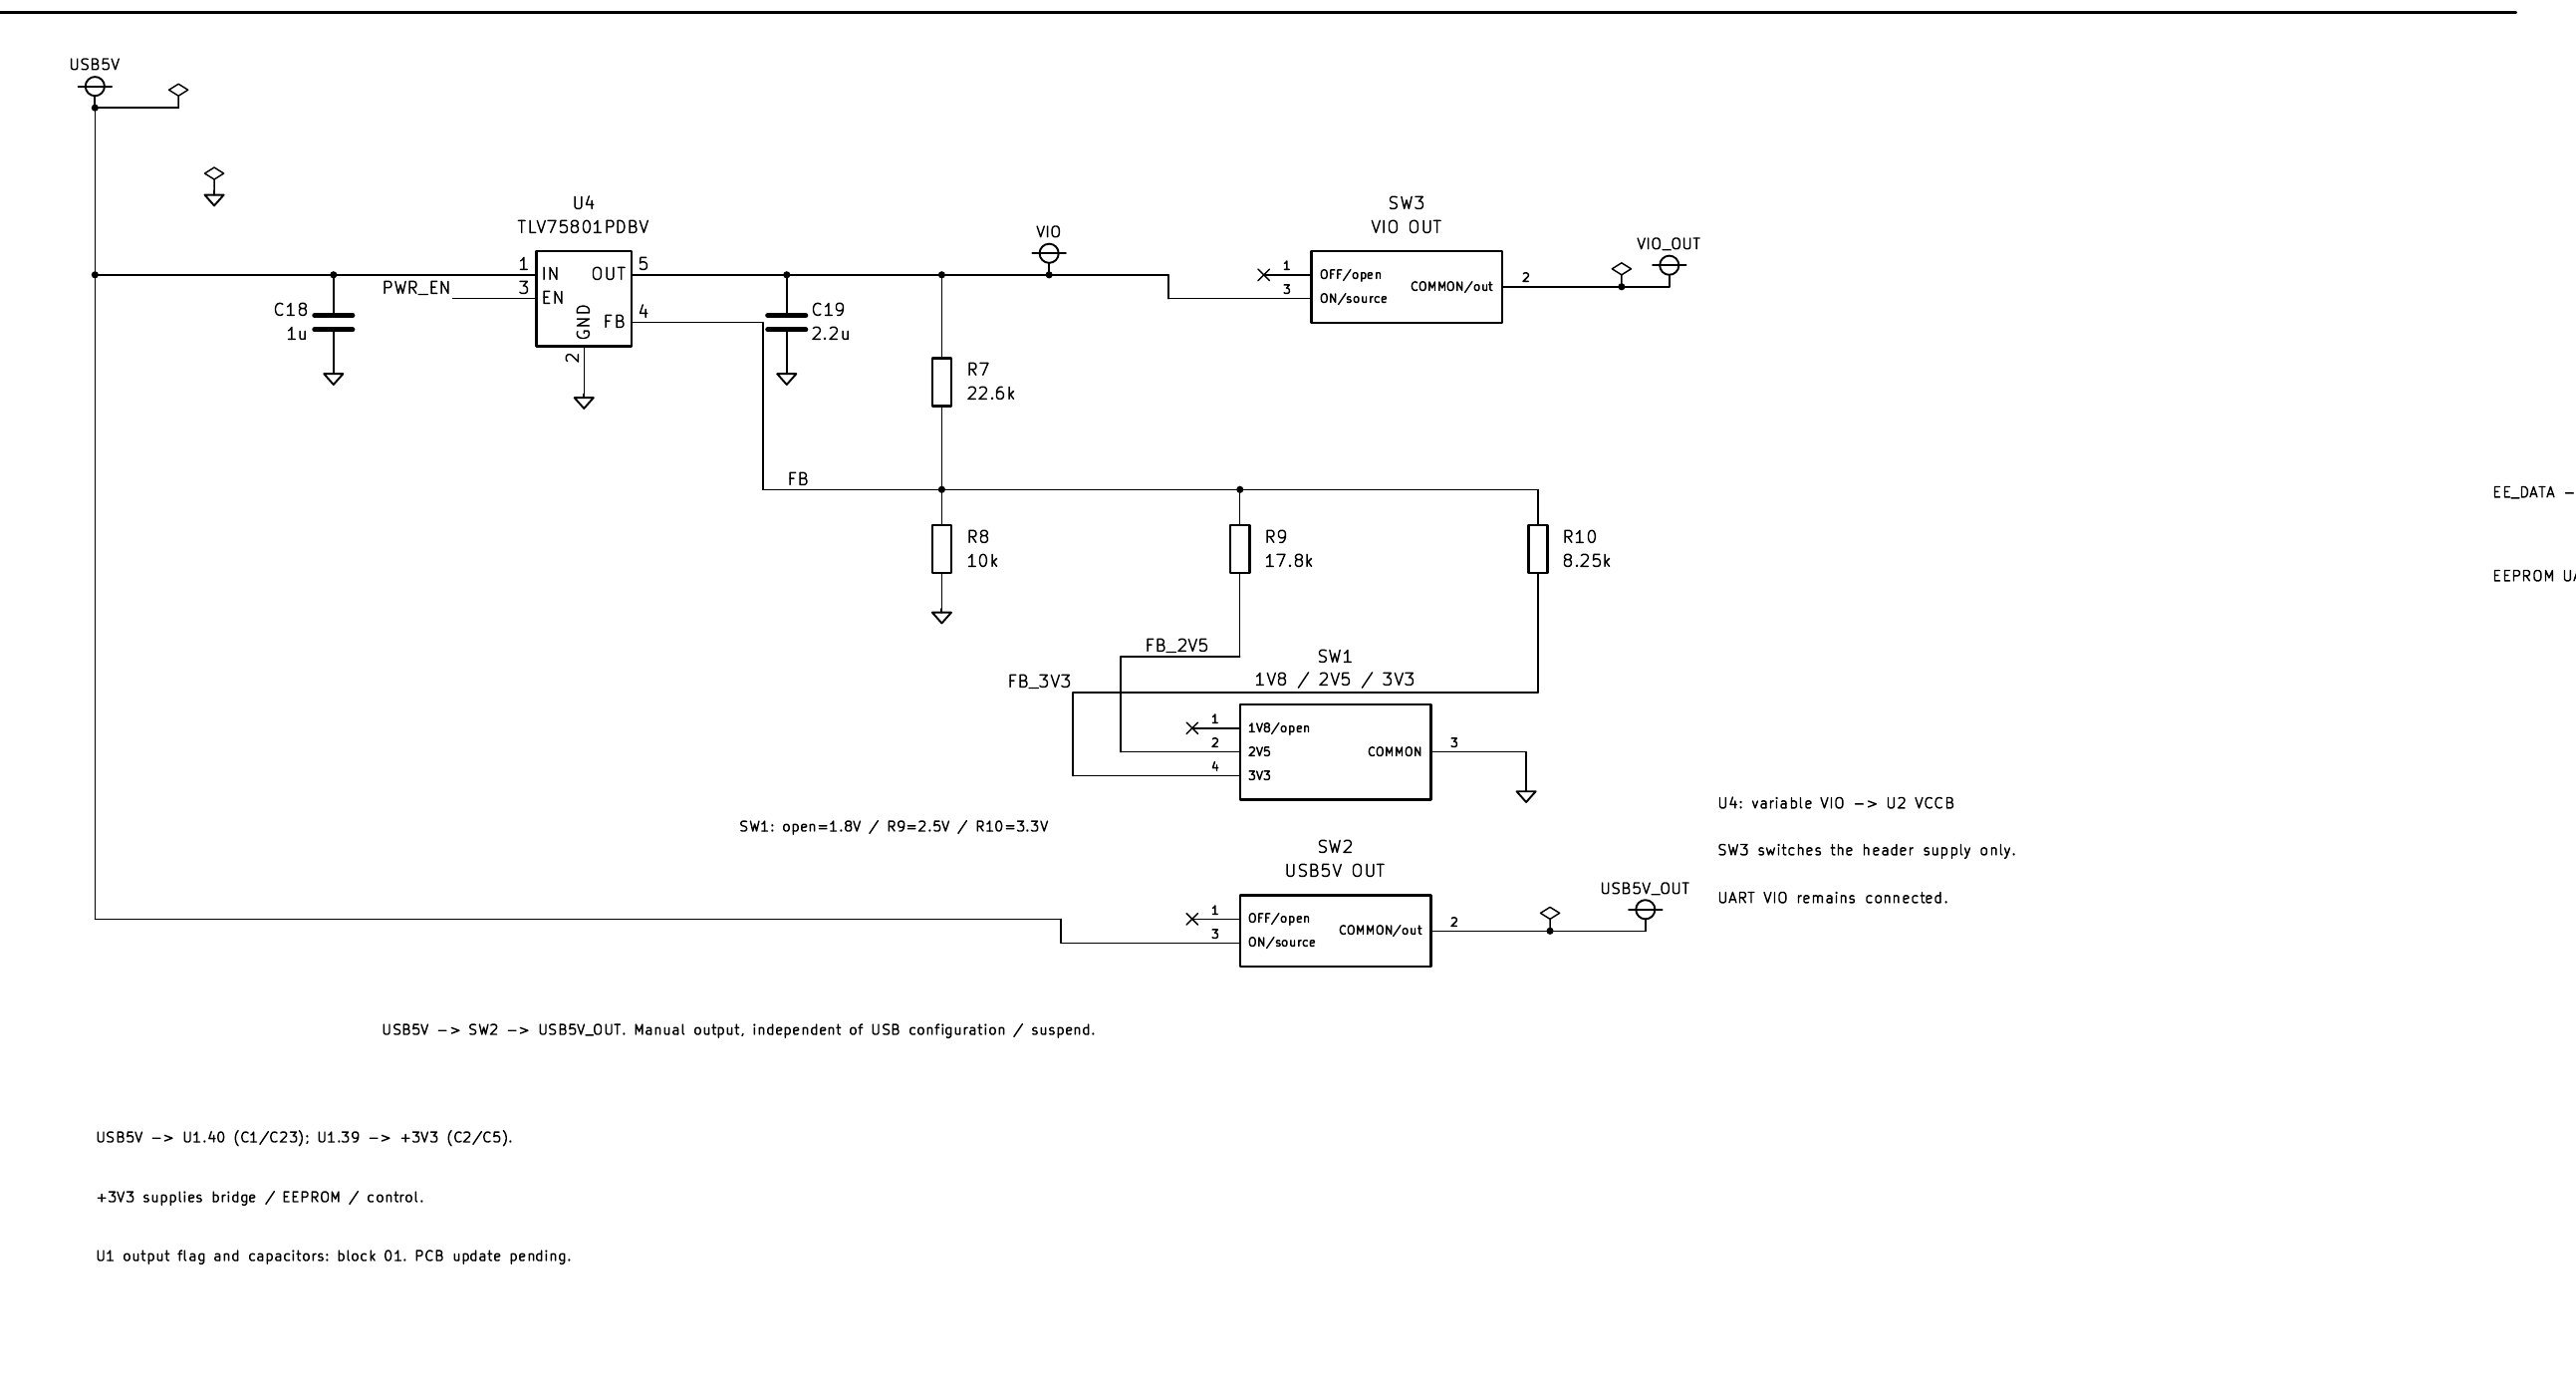 USB5V
U4
TLV75801PDBV
1
IN
OUT
5
PWR_EN
3
EN
GND
FB
4
2
C18
1u
C19
2.2u
VIO
SW3
VIO OUT
1
OFF/open
3
ON/source
COMMON/out
2
VIO_OUT
R7
22.6k
FB
R8
10k
R9
17.8k
R10
8.25k
EE_DATA -
EEPROM UA
FB_2V5
FB_3V3
SW1
1V8 / 2V5 / 3V3
1
1V8/open
2
2V5
4
3V3
COMMON
3
SW1: open=1.8V / R9=2.5V / R10=3.3V
U4: variable VIO -> U2 VCCB
SW3 switches the header supply only.
UART VIO remains connected.
SW2
USB5V OUT
1
OFF/open
3
ON/source
COMMON/out
2
USB5V_OUT
USB5V -> SW2 -> USB5V_OUT. Manual output, independent of USB configuration / suspend.
USB5V -> U1.40 (C1/C23); U1.39 -> +3V3 (C2/C5).
+3V3 supplies bridge / EEPROM / control.
U1 output flag and capacitors: block 01. PCB update pending.